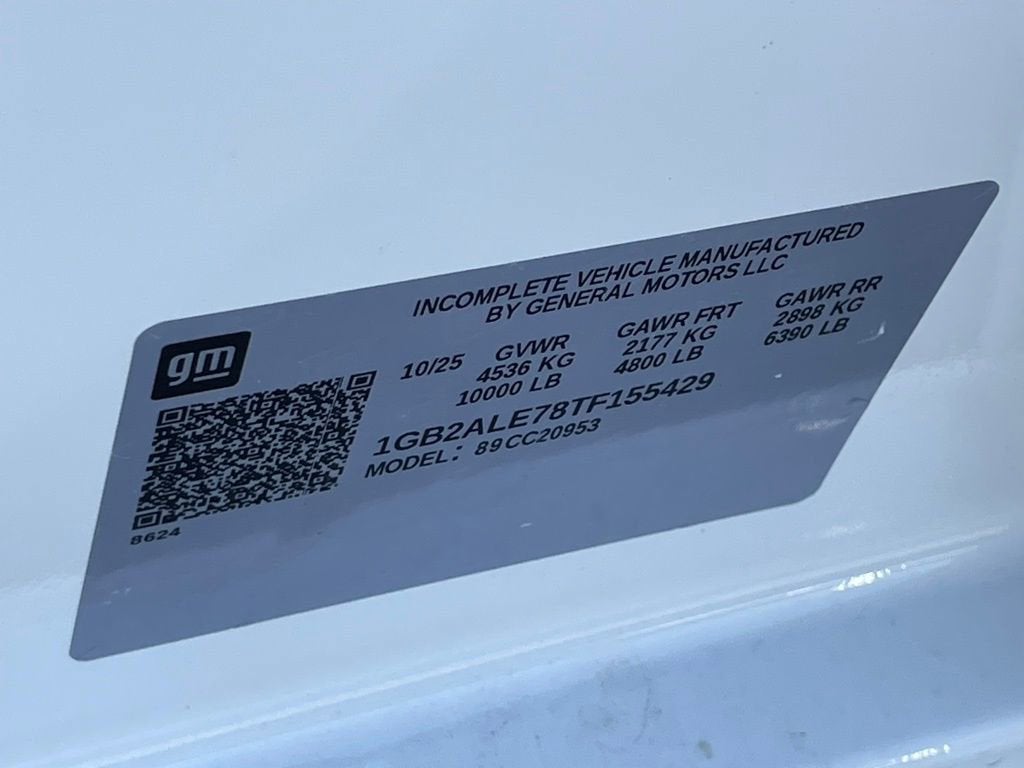 INCOMPLETE VEHICLE MANUFACTURED
BY GENERAL MOTORS LLC
gm
10/25 GVWR GAWR FRT GAWR RR
4536 KG 2177 KG 2898 KG
10000 LB 4800 LB 6390 LB
1GB2ALE78TF155429
MODEL: 89CC20953
8624